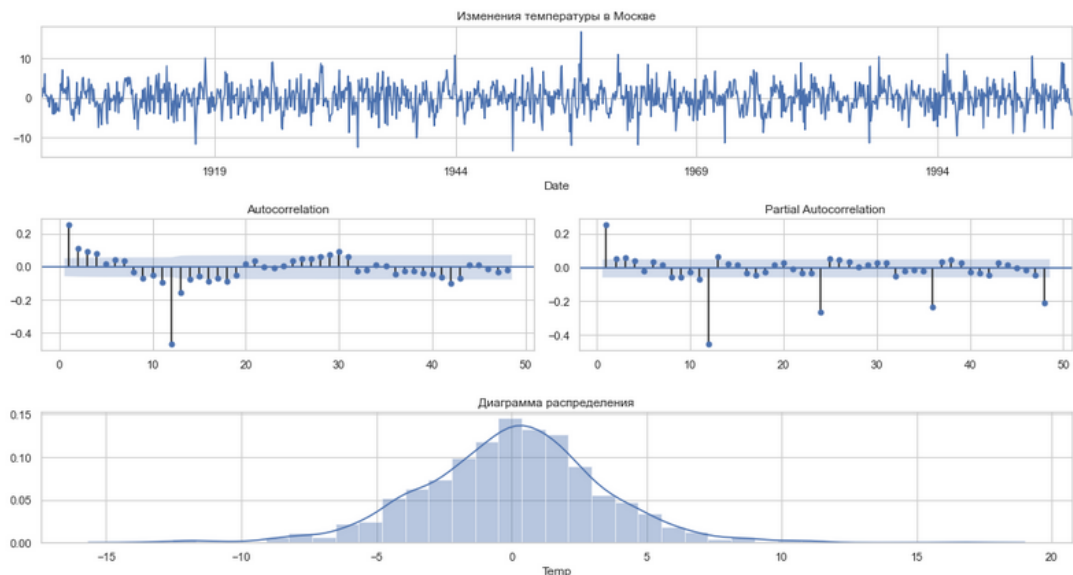 Изменения температуры в Москве
10
0
−10
1919 1944 1969 1994
Date
Autocorrelation Partial Autocorrelation
0.2 0.2
0.0 0.0
−0.2 −0.2
−0.4 −0.4
0 10 20 30 40 50 0 10 20 30 40 50
Диаграмма распределения
0.15
0.10
0.05
0.00
−15 −10 −5 0 5 10 15 20
Temp